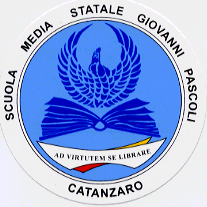 SCUOLA MEDIA STATALE GIOVANNI PASCOLI
AD VIRTUTEM SE LIBRARE
CATANZARO